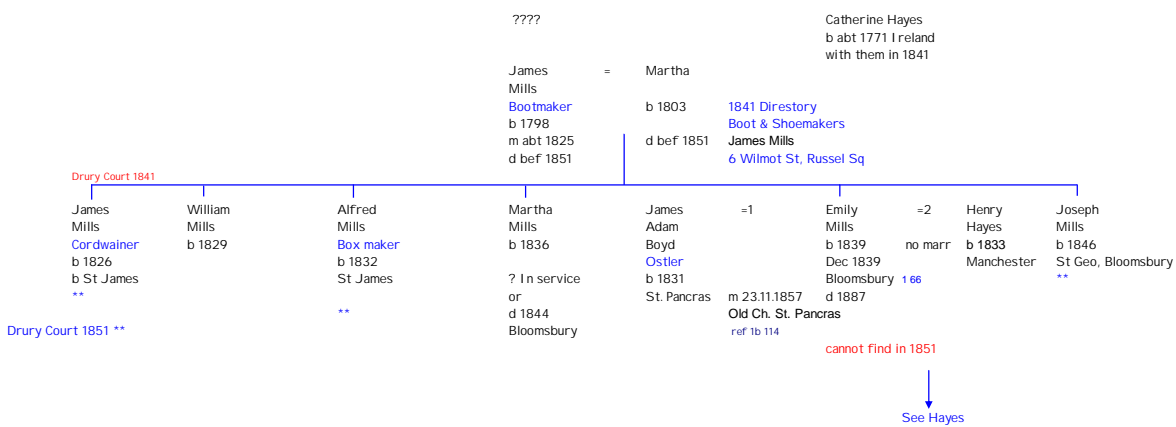 ????
Catherine Hayes
b abt 1771 Ireland
with them in 1841
James = Martha
Mills
Bootmaker b 1803 1841 Direstory
b 1798 Boot & Shoemakers
m abt 1825 d bef 1851 James Mills
d bef 1851 6 Wilmot St, Russel Sq
Drury Court 1841
James William Alfred Martha James =1 Emily =2 Henry Joseph
Mills Mills Mills Mills Adam Mills Hayes Mills
Cordwainer b 1829 Box maker b 1836 Boyd b 1839 no marr b 1833 b 1846
b 1826 b 1832 Ostler Dec 1839 Manchester St Geo, Bloomsbury
b St James St James ? In service b 1831 Bloomsbury 1 66 **
** or St. Pancras m 23.11.1857 d 1887
** d 1844 Old Ch. St. Pancras
Drury Court 1851 ** Bloomsbury ref 1b 114
cannot find in 1851
See Hayes